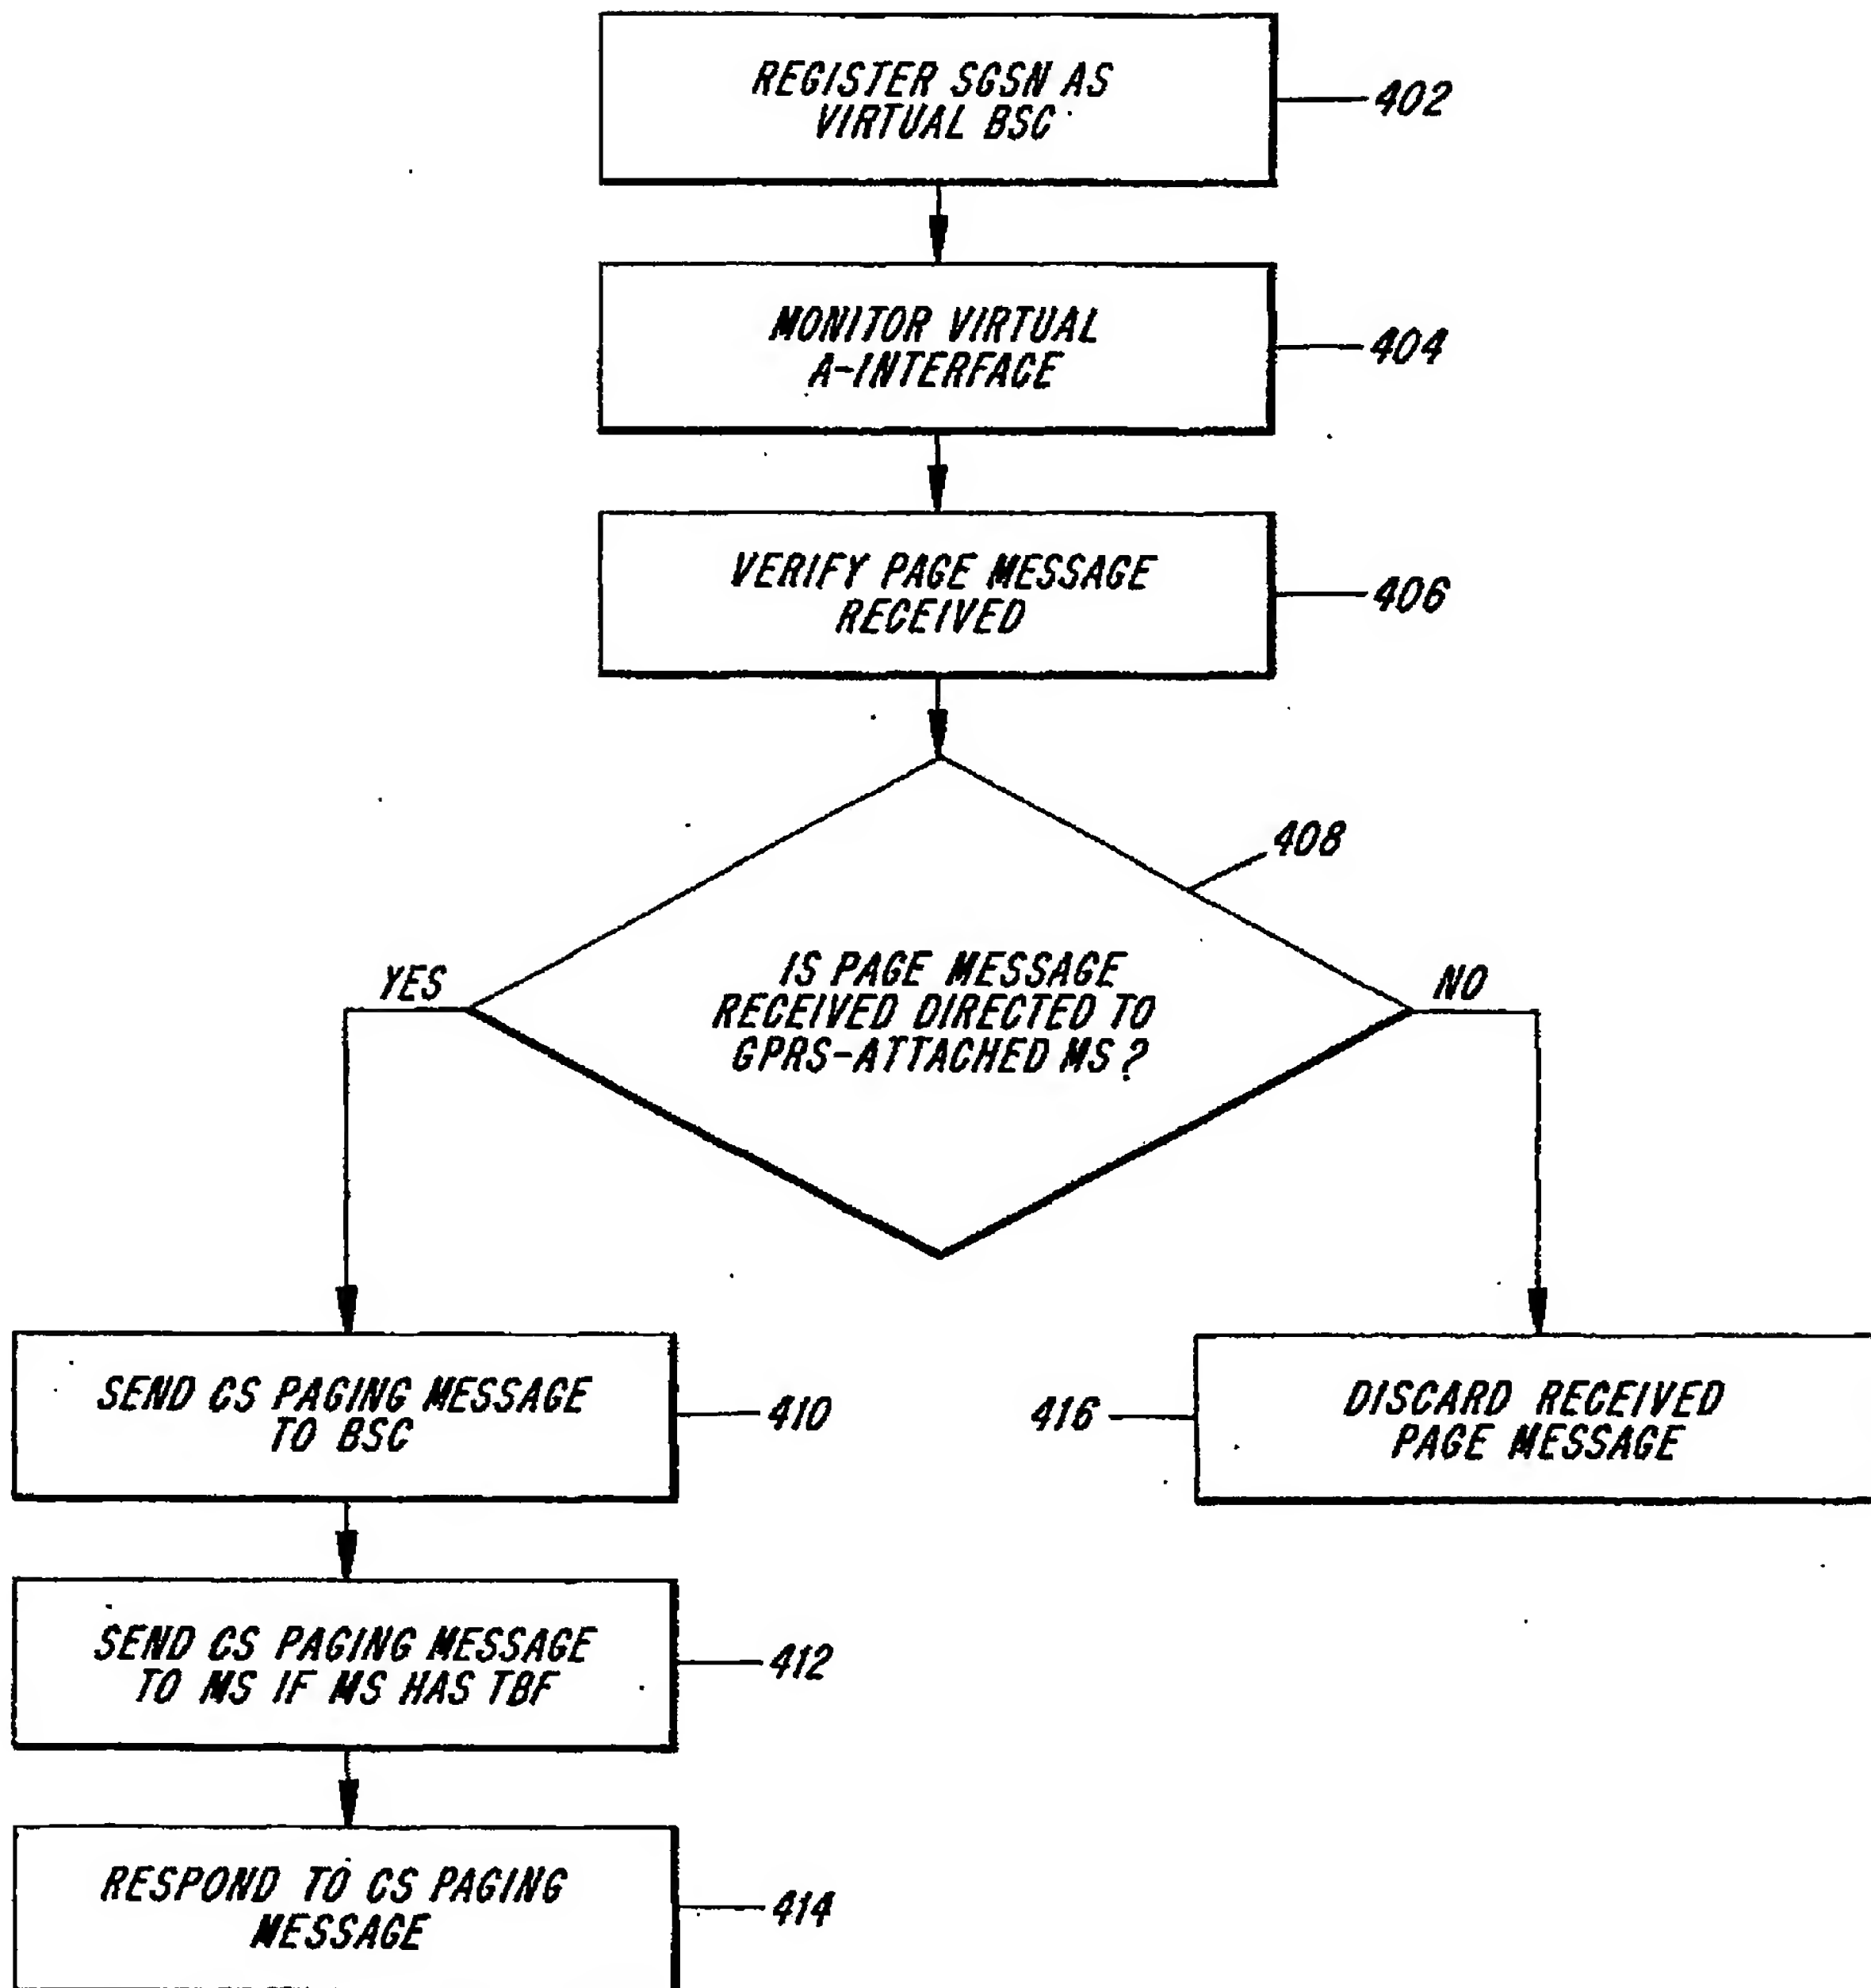 REGISTER SGSN AS
VIRTUAL BSC
402
MONITOR VIRTUAL
A-INTERFACE
404
VERIFY PAGE MESSAGE
RECEIVED
406
408
YES
NO
IS PAGE MESSAGE
RECEIVED DIRECTED TO
GPRS-ATTACHED MS?
SEND CS PAGING MESSAGE
TO BSC
410
416
DISCARD RECEIVED
PAGE MESSAGE
SEND CS PAGING MESSAGE
TO MS IF MS HAS TBF
412
RESPOND TO CS PAGING
MESSAGE
414